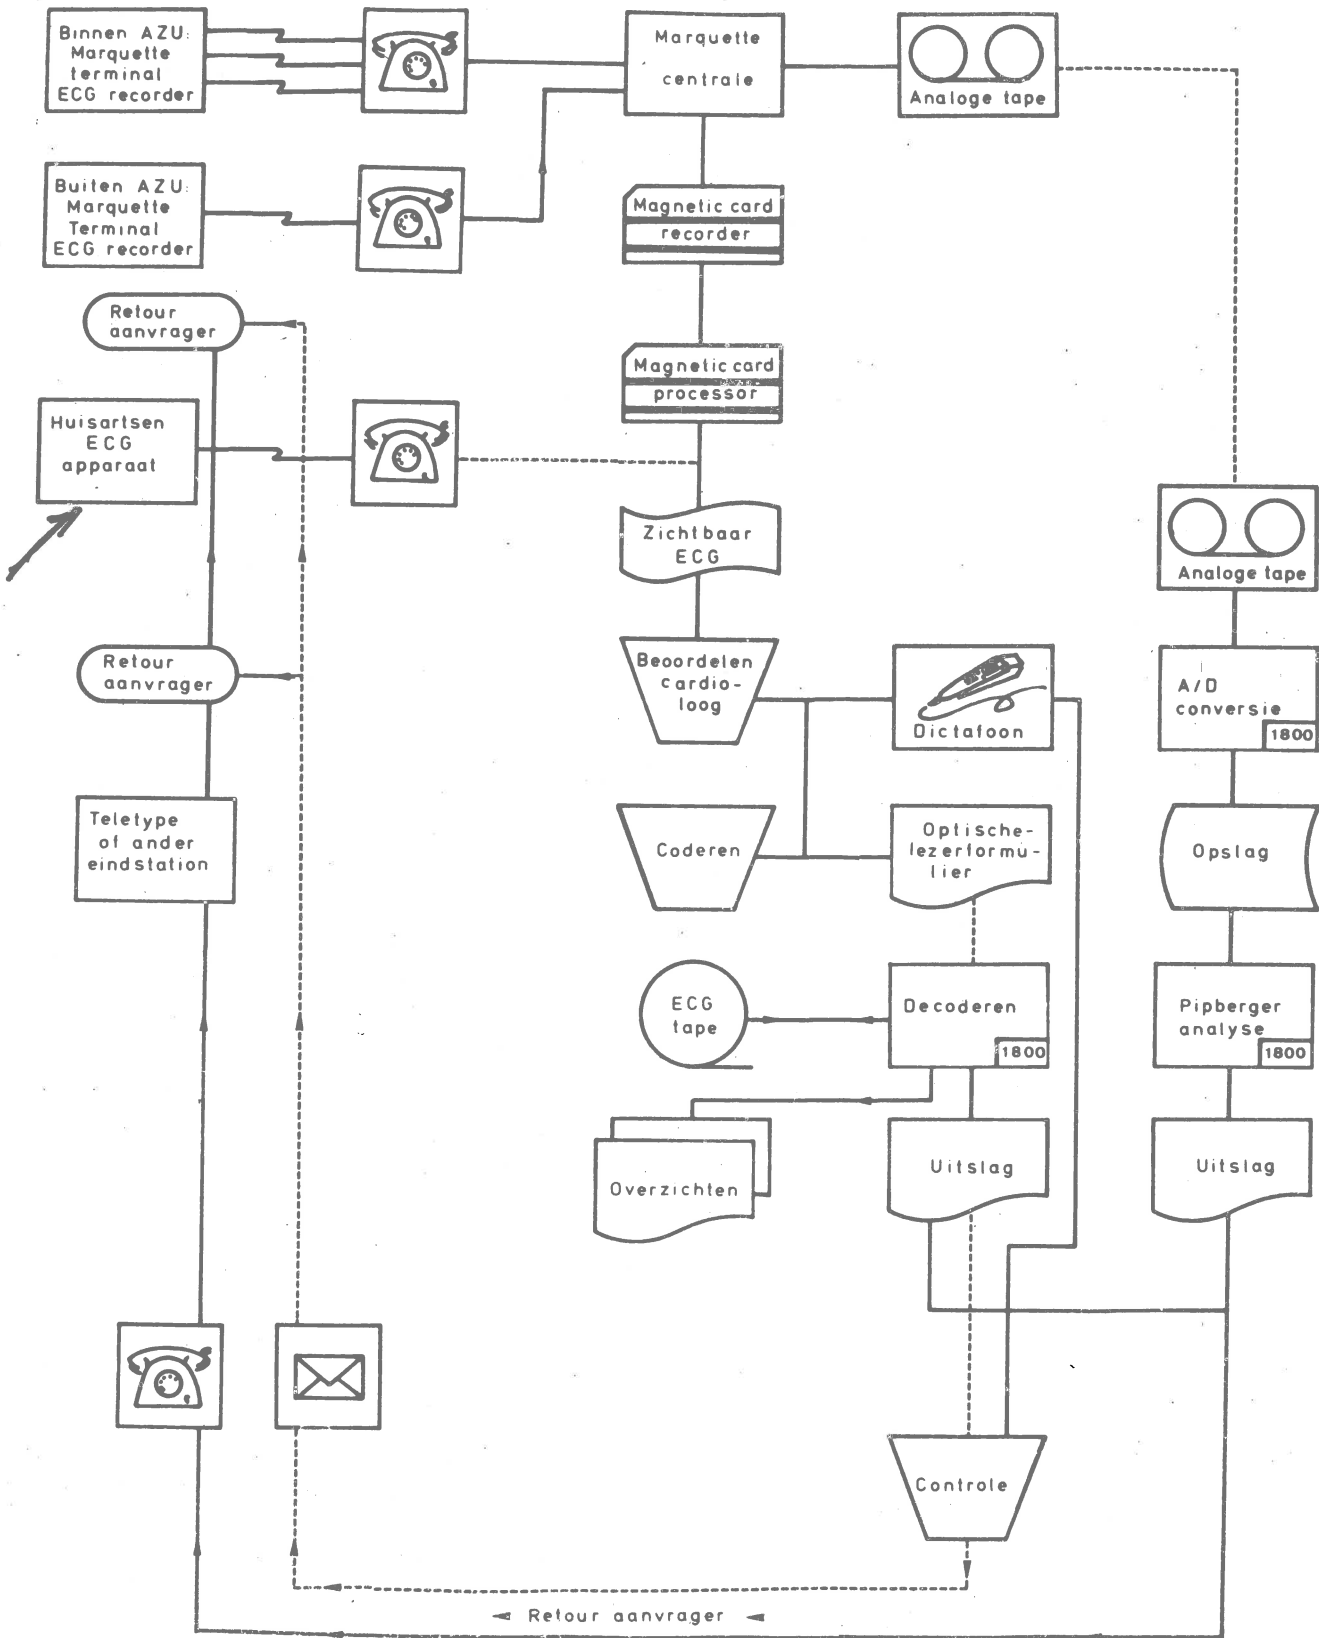 Binnen AZU:
Marquette
terminal
ECG recorder
Marquette
centrale
Analoge tape
Buiten AZU:
Marquette
Terminal
ECG recorder
Magnetic card
recorder
Retour
aanvrager
Magnetic card
processor
Huisartsen
ECG
apparaat
Zichtbaar
ECG
Analoge tape
Retour
aanvrager
Beoordelen
cardio-
loog
Dictafoon
A/D
conversie
1800
Teletype
of ander
eindstation
Coderen
Optische-
lezerformu-
lier
Opslag
ECG
tape
Decoderen
1800
Pipberger
analyse
1800
Overzichten
Uitslag
Uitslag
Controle
Retour aanvrager